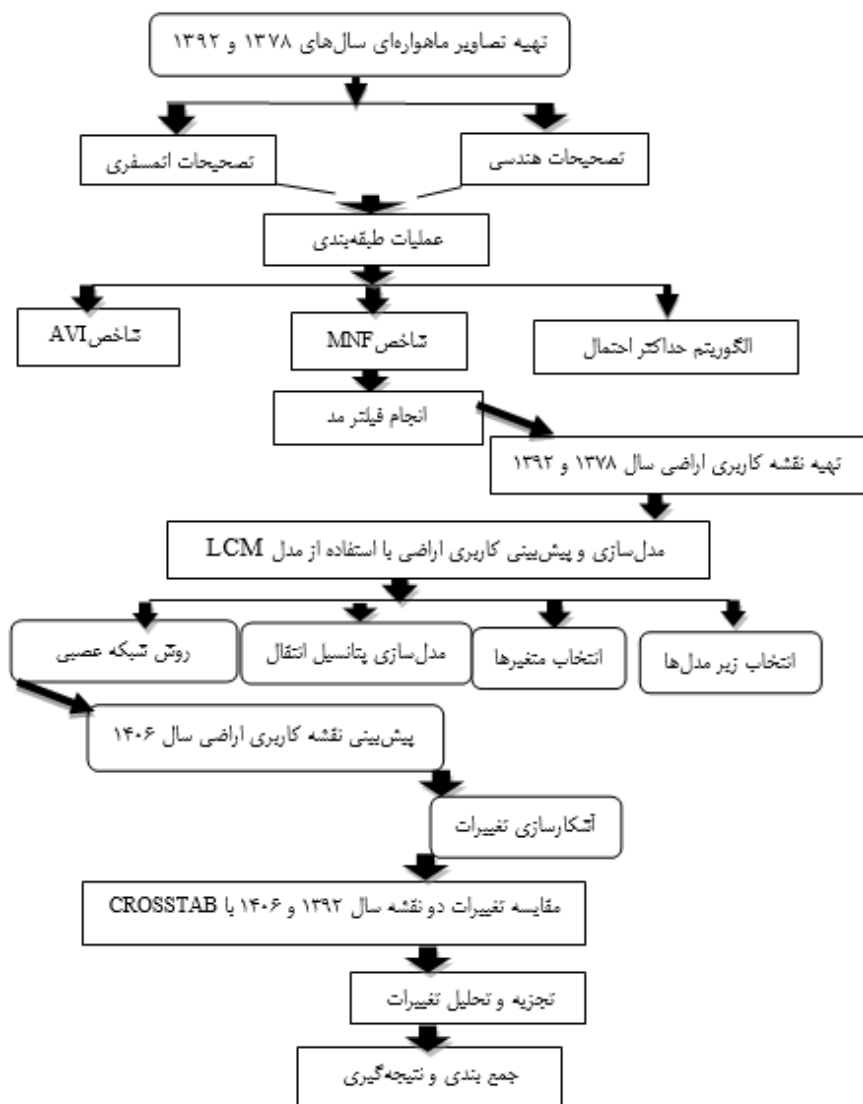 تهیه تصاویر ماهواره‌ای سال‌های ۱۳۷۸ و ۱۳۹۲
تصحیحات هندسی
تصحیحات اتمسفری
عملیات طبقه‌بندی
الگوریتم حداکثر احتمال
شاخص MNF
شاخص AVI
انجام فیلتر مد
تهیه نقشه کاربری اراضی سال ۱۳۷۸ و ۱۳۹۲
مدل‌سازی و پیش‌بینی کاربری اراضی با استفاده از مدل LCM
انتخاب زیر مدل‌ها
انتخاب متغیرها
مدل‌سازی پتانسیل انتقال
روش شبکه عصبی
پیش‌بینی نقشه کاربری اراضی سال ۱۴۰۶
آشکارسازی تغییرات
مقایسه تغییرات دو نقشه سال ۱۳۹۲ و ۱۴۰۶ با CROSSTAB
تجزیه و تحلیل تغییرات
جمع بندی و نتیجه‌گیری